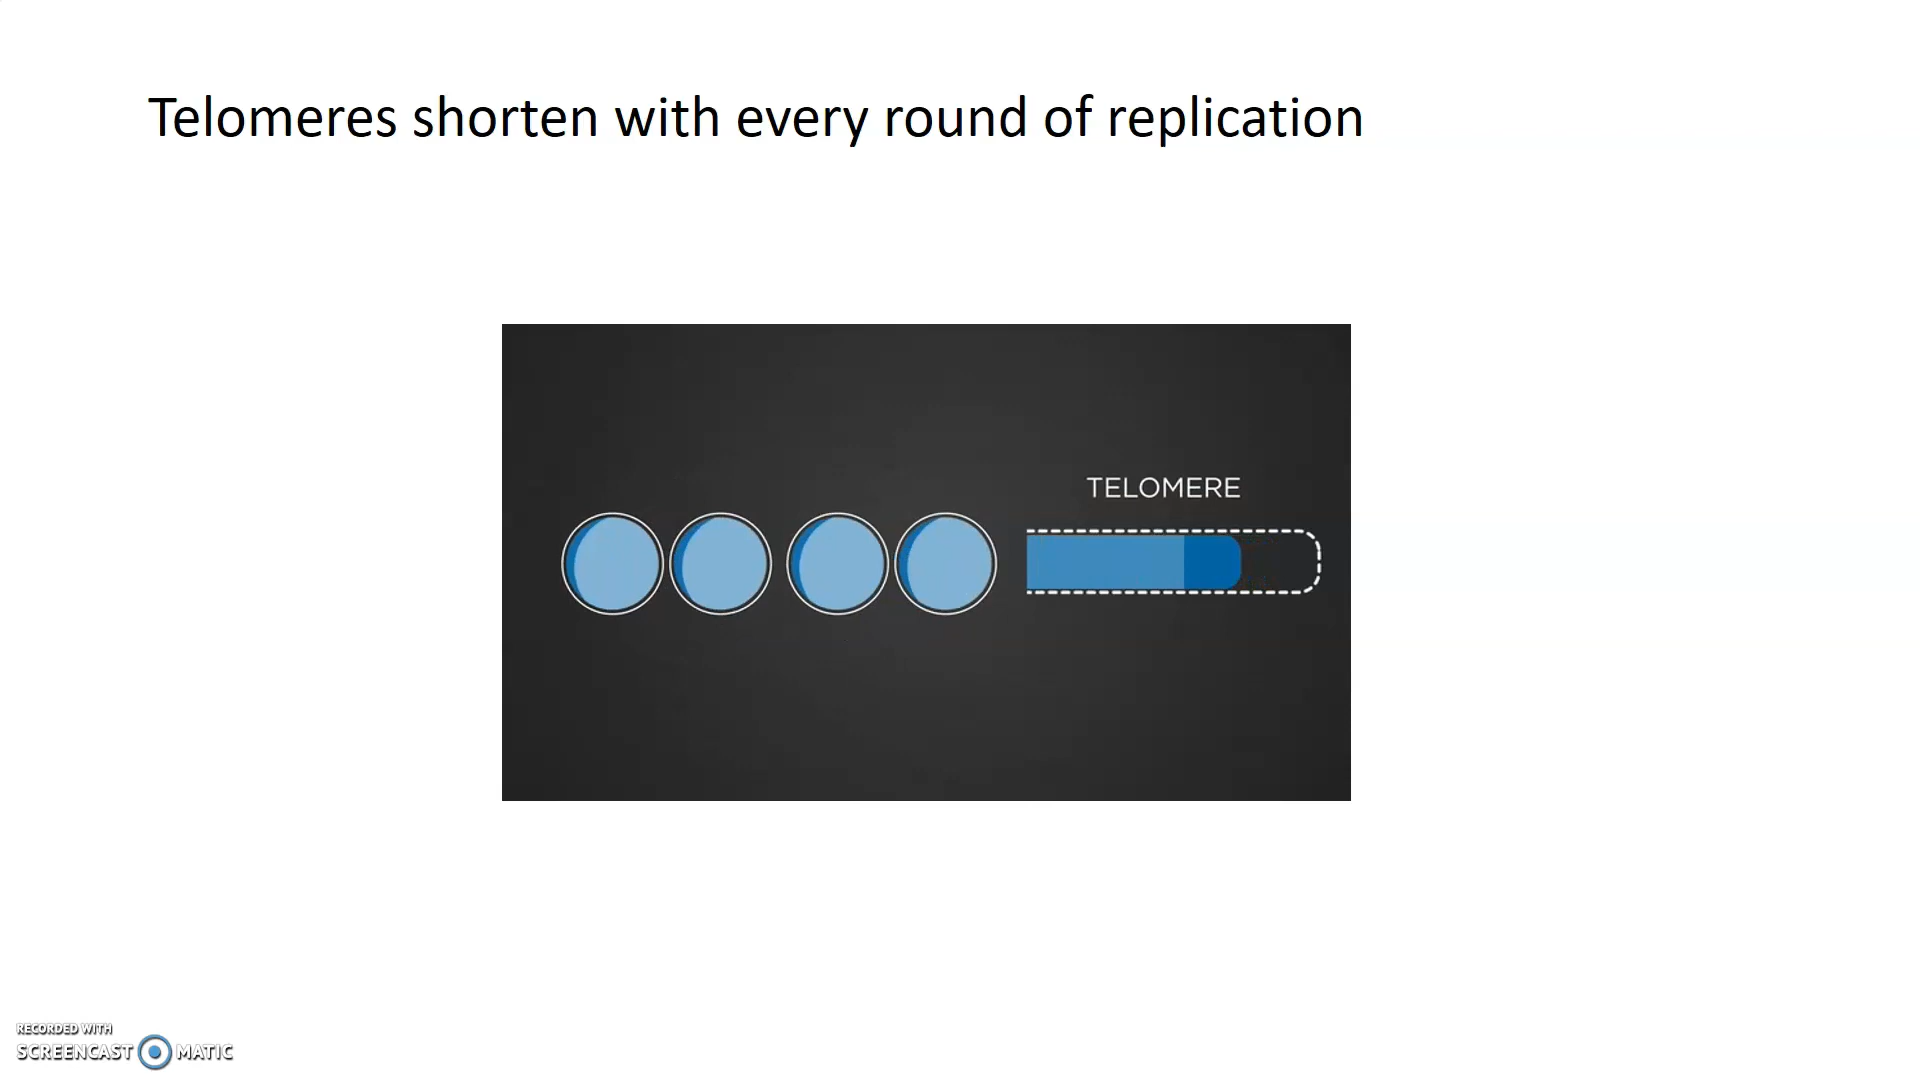 Telomeres shorten with every round of replication
TELOMERE
RECORDED WITH
SCREENCAST MATIC